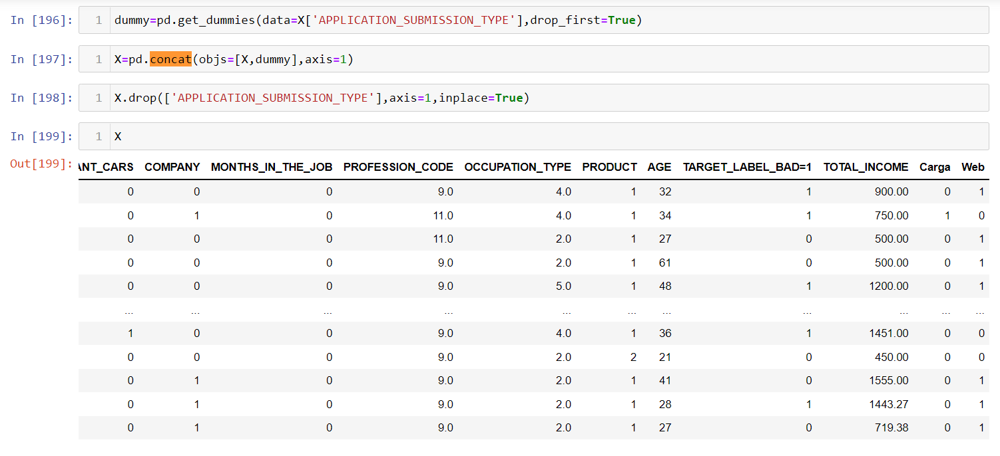 In [196]: 1 dummy=pd.get_dummies(data=X['APPLICATION_SUBMISSION_TYPE'],drop_first=True)
In [197]: 1 X=pd.concat(objs=[X,dummy],axis=1)
In [198]: 1 X.drop(['APPLICATION_SUBMISSION_TYPE'],axis=1,inplace=True)
In [199]: 1 X
Out[199]: ANT_CARS COMPANY MONTHS_IN_THE_JOB PROFESSION_CODE OCCUPATION_TYPE PRODUCT AGE TARGET_LABEL_BAD=1 TOTAL_INCOME Carga Web
0 0 0 9.0 4.0 1 32 1 900.00 0 1
0 1 0 11.0 4.0 1 34 1 750.00 1 0
0 0 0 11.0 2.0 1 27 0 500.00 0 1
0 0 0 9.0 2.0 1 61 0 500.00 0 1
0 0 0 9.0 5.0 1 48 1 1200.00 0 1
... ... ... ... ... ... ... ... ... ... ...
1 0 0 9.0 4.0 1 36 1 1451.00 0 0
0 0 0 9.0 2.0 2 21 0 450.00 0 0
0 1 0 9.0 2.0 1 41 0 1555.00 0 1
0 1 0 9.0 2.0 1 28 1 1443.27 0 1
0 1 0 9.0 2.0 1 27 0 719.38 0 1